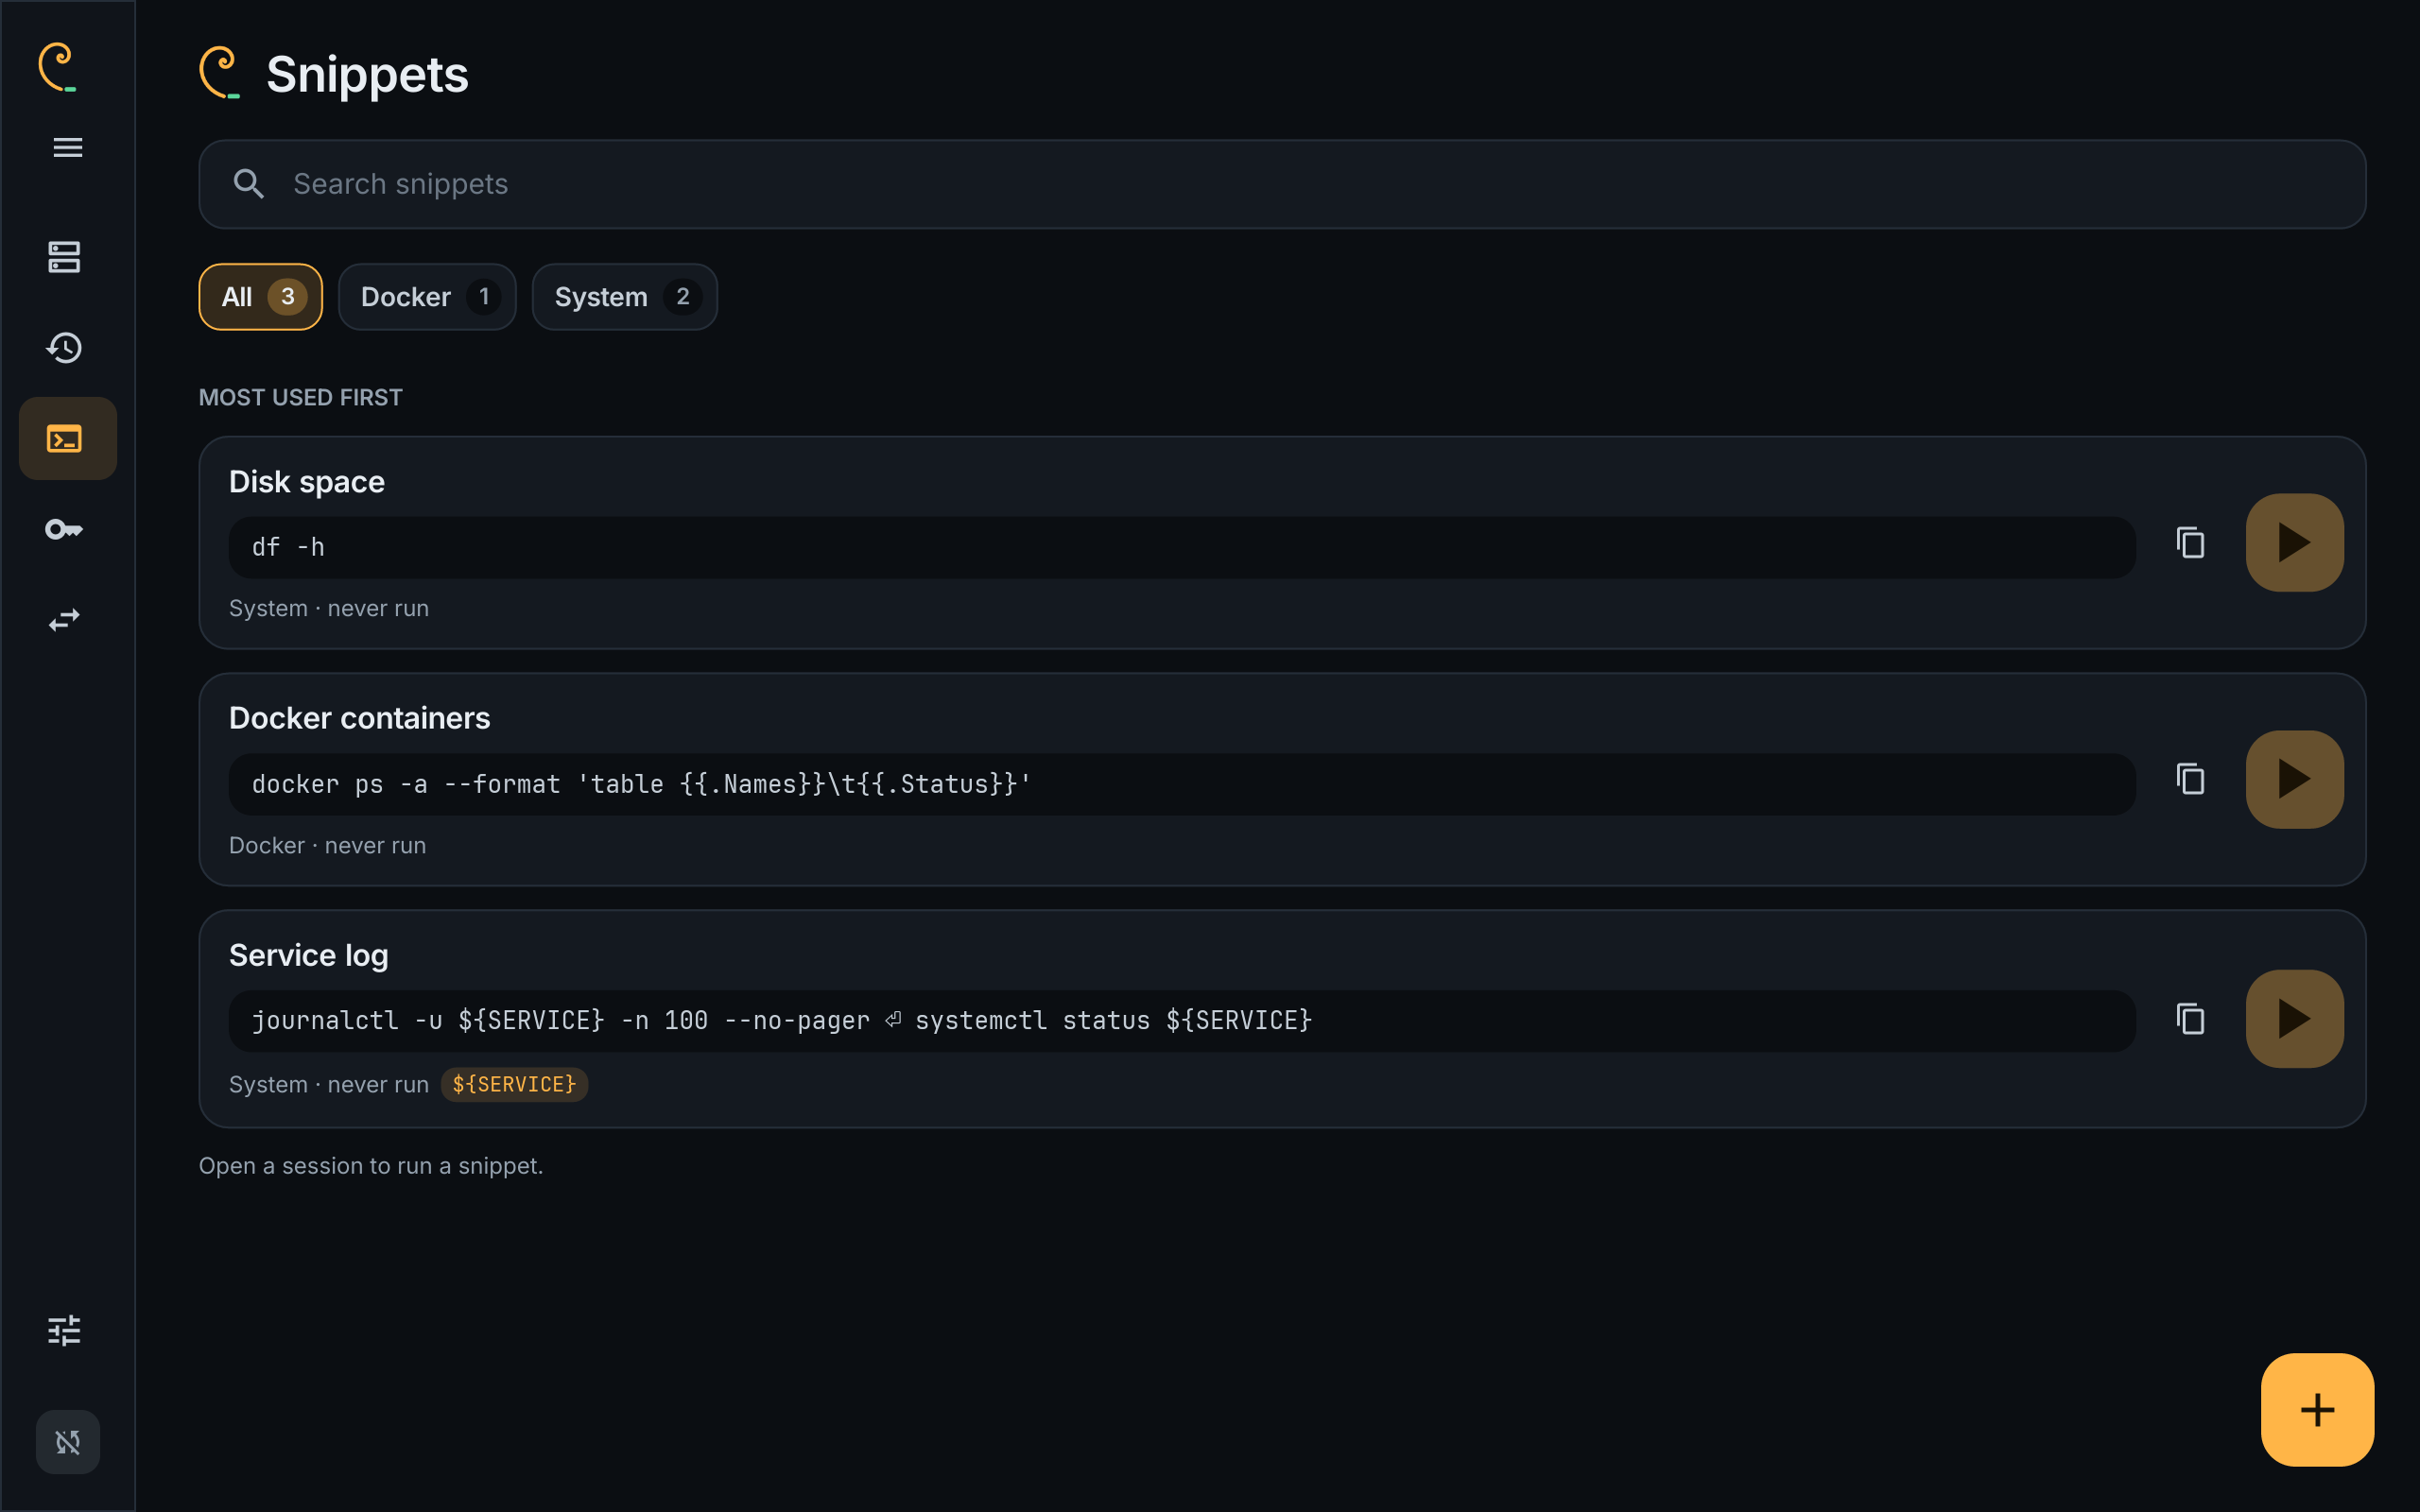 Snippets
Search snippets
All 3 Docker 1 System 2
MOST USED FIRST
Disk space
df -h
System · never run
Docker containers
docker ps -a --format 'table {{.Names}}\t{{.Status}}'
Docker · never run
Service log
journalctl -u ${SERVICE} -n 100 --no-pager ⏎ systemctl status ${SERVICE}
System · never run ${SERVICE}
Open a session to run a snippet.